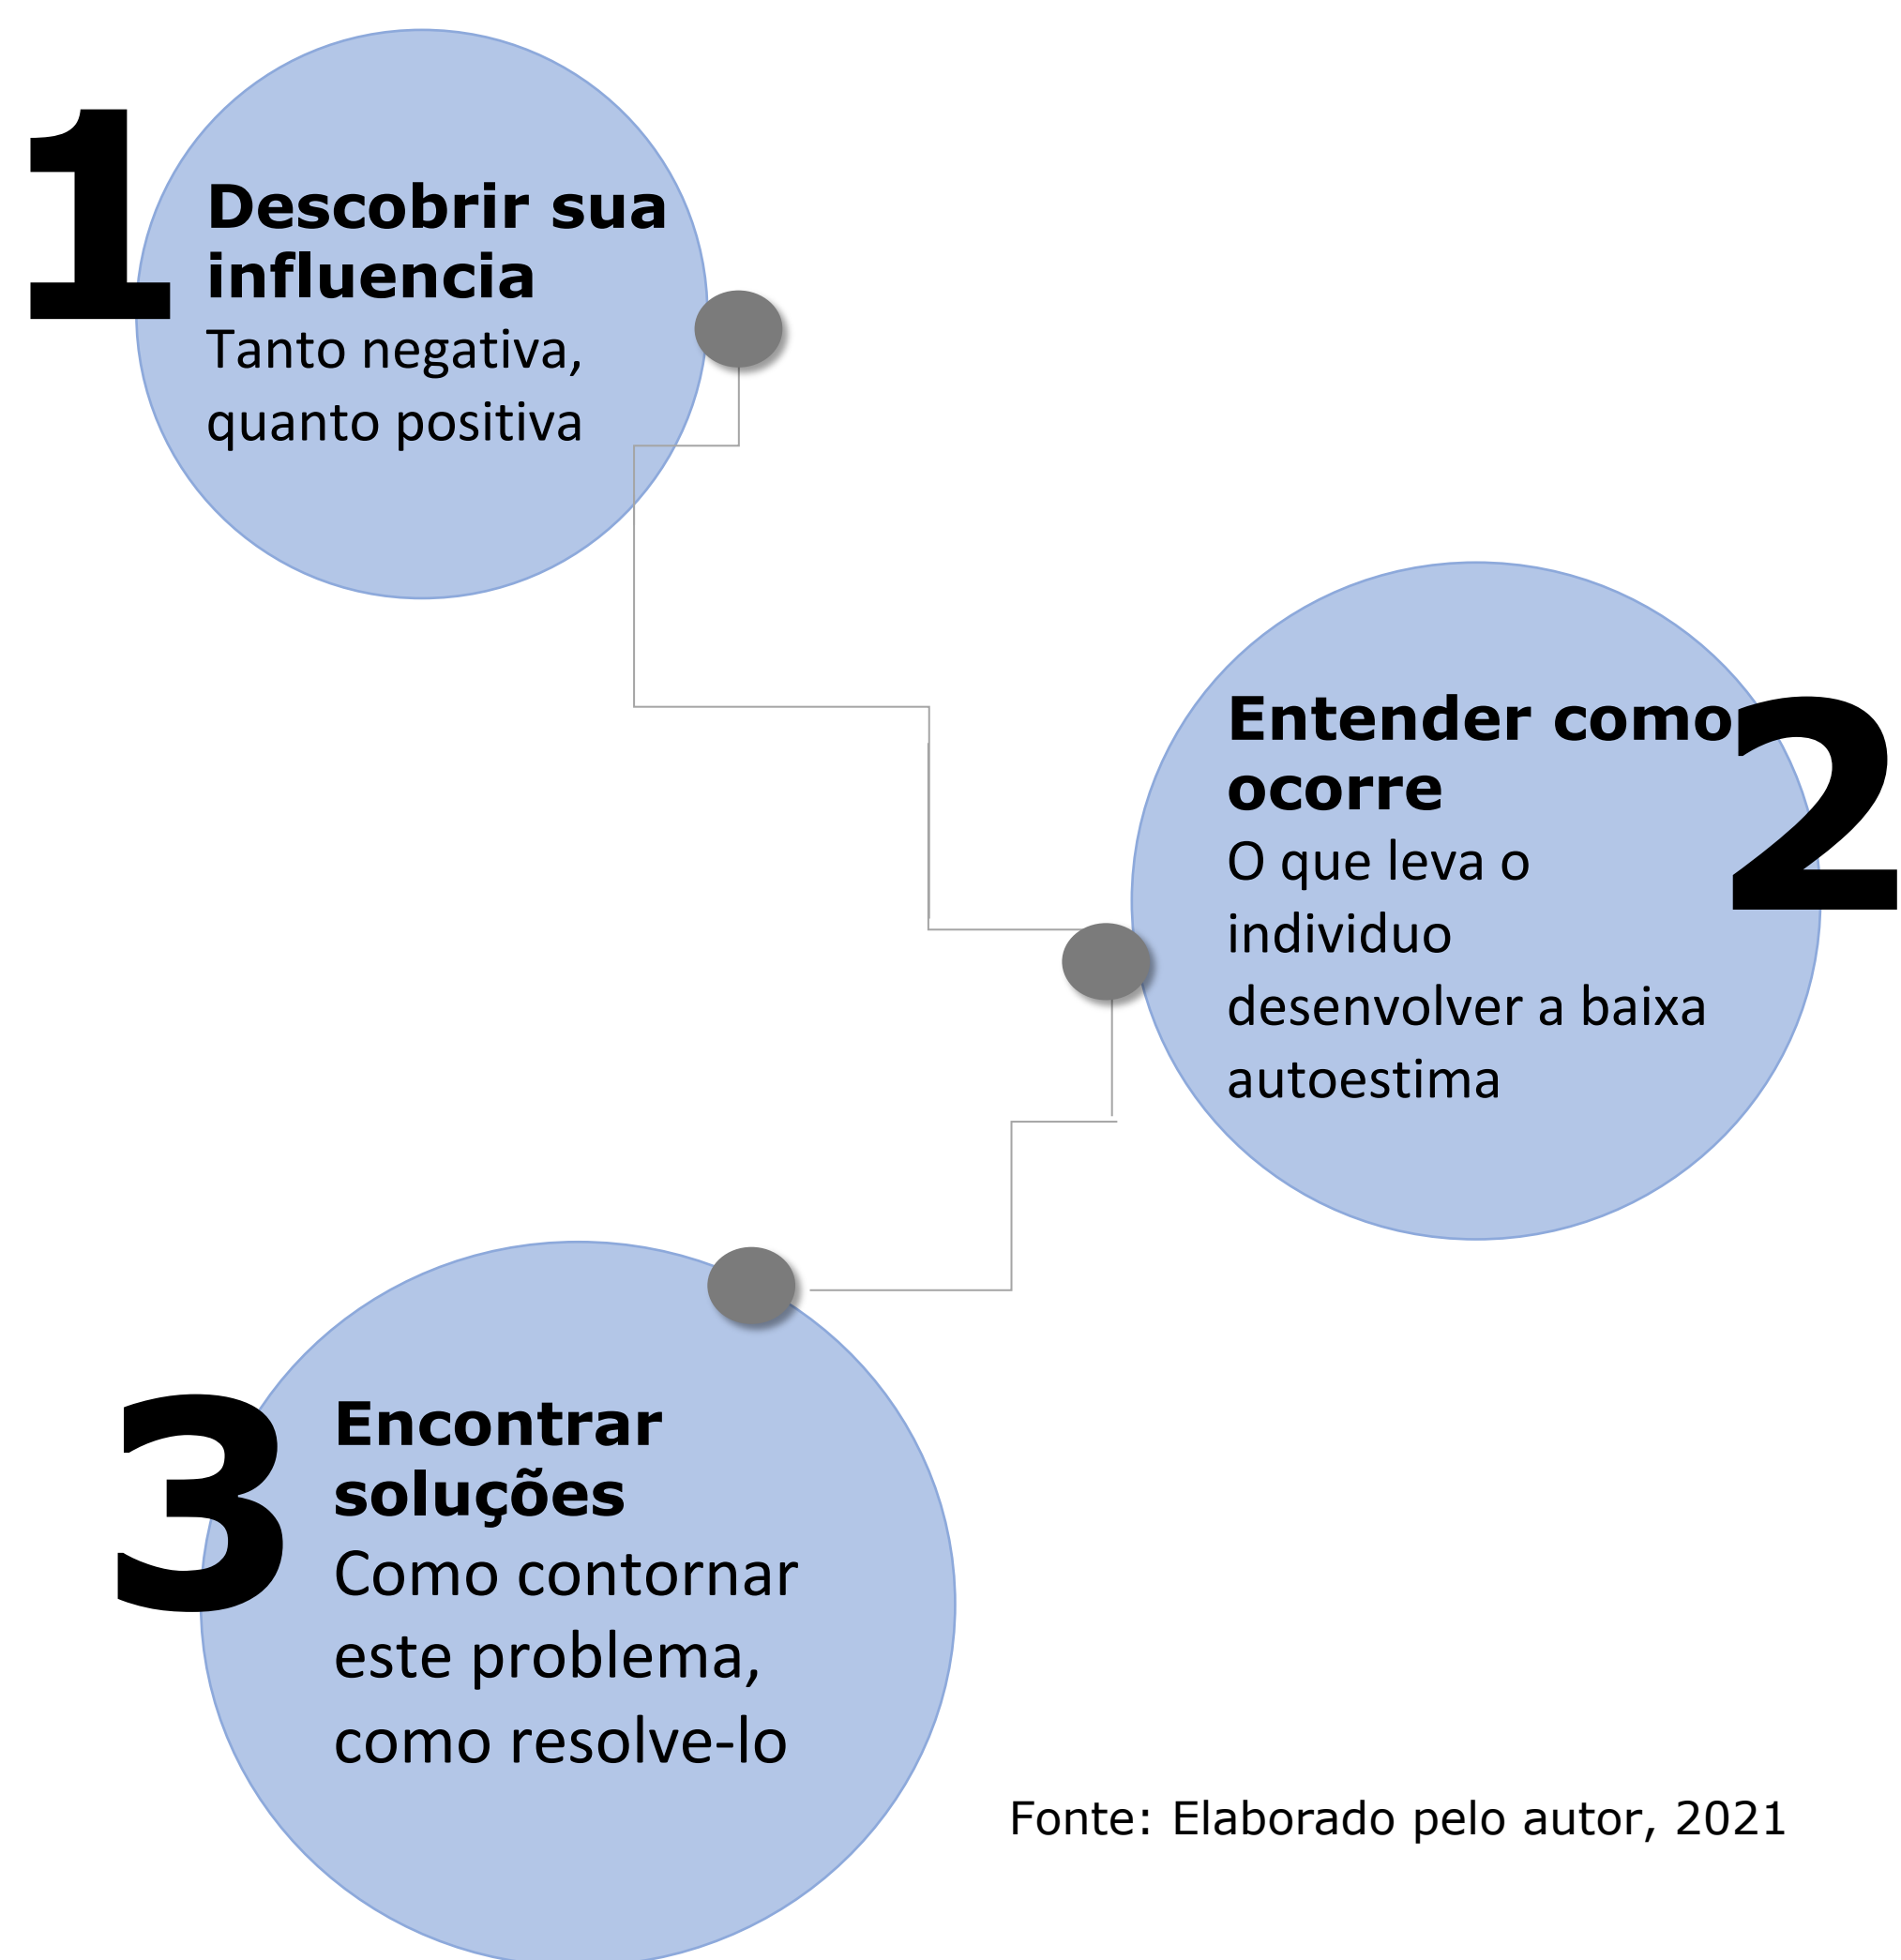 1
Descobrir sua
influencia
Tanto negativa,
quanto positiva
2
Entender como
ocorre
O que leva o
individuo
desenvolver a baixa
autoestima
3
Encontrar
soluções
Como contornar
este problema,
como resolve-lo
Fonte: Elaborado pelo autor, 2021